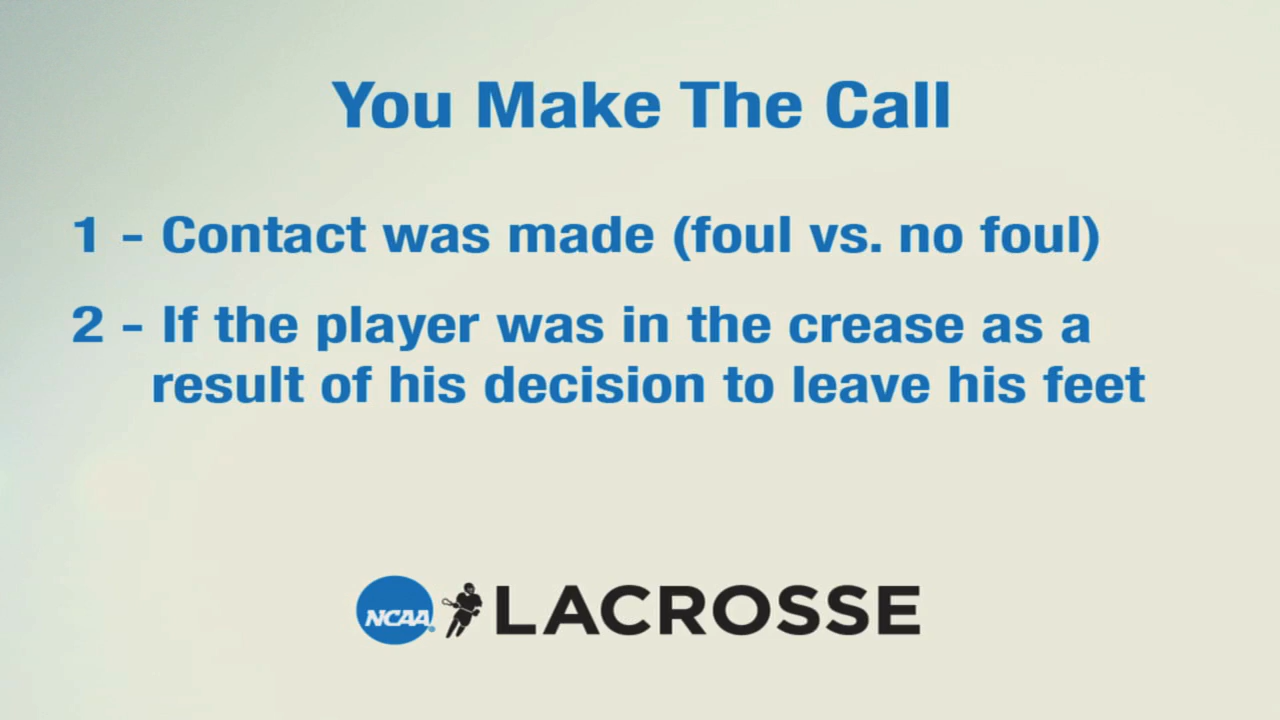 You Make The Call
1 - Contact was made (foul vs. no foul)
2 - If the player was in the crease as a
result of his decision to leave his feet
NCAA® LACROSSE